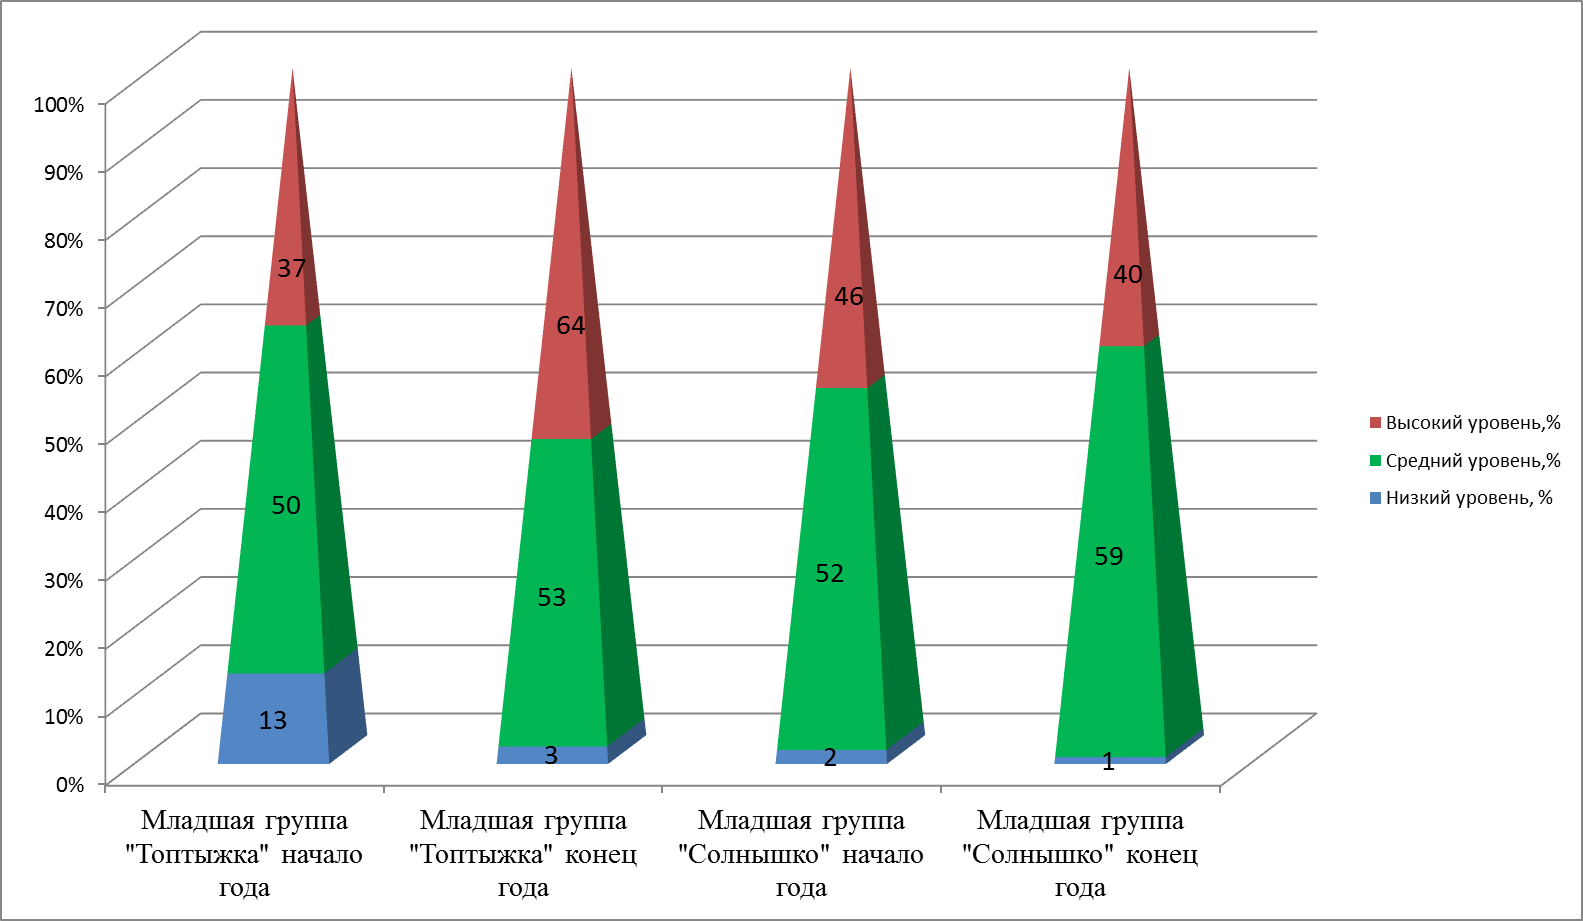 100%
90%
80%
70%
60%
50%
40%
30%
20%
10%
0%
37
50
13
64
53
3
46
52
2
40
59
1
Младшая группа
"Топтыжка" начало
года
Младшая группа
"Топтыжка" конец
года
Младшая группа
"Солнышко" начало
года
Младшая группа
"Солнышко" конец
года
Высокий уровень,%
Средний уровень,%
Низкий уровень, %